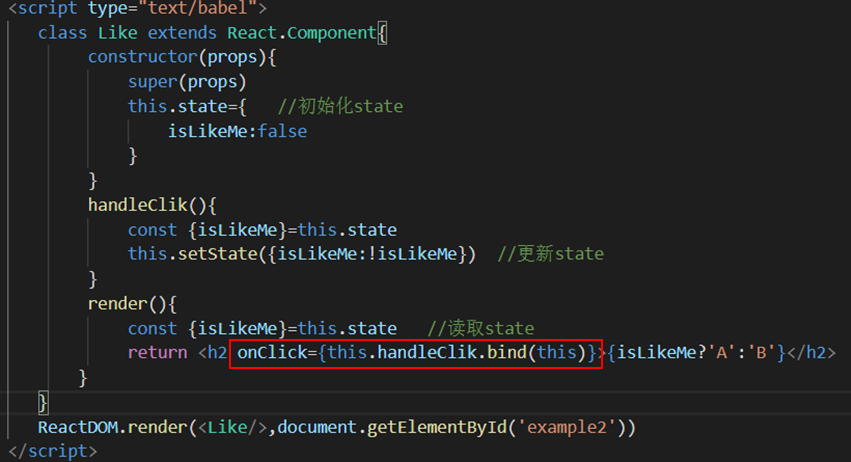 <script type="text/babel">
class Like extends React.Component{
constructor(props){
super(props)
this.state={ //初始化state
isLikeMe:false
}
}
handleClik(){
const {isLikeMe}=this.state
this.setState({isLikeMe:!isLikeMe}) //更新state
}
render(){
const {isLikeMe}=this.state //读取state
return <h2 onClick={this.handleClik.bind(this)}>{isLikeMe?'A':'B'}</h2>
}
}
ReactDOM.render(<Like/>,document.getElementById('example2'))
</script>